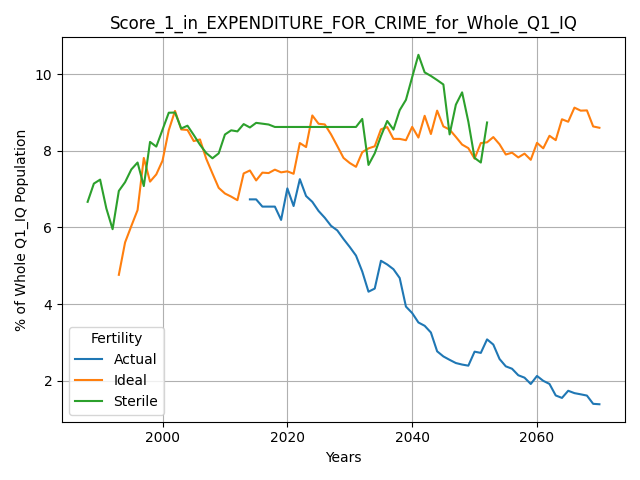 Score_1_in_EXPENDITURE_FOR_CRIME_for_Whole_Q1_IQ
% of Whole Q1_IQ Population
10
8
6
4
2
Fertility
Actual
Ideal
Sterile
2000
2020
2040
2060
Years